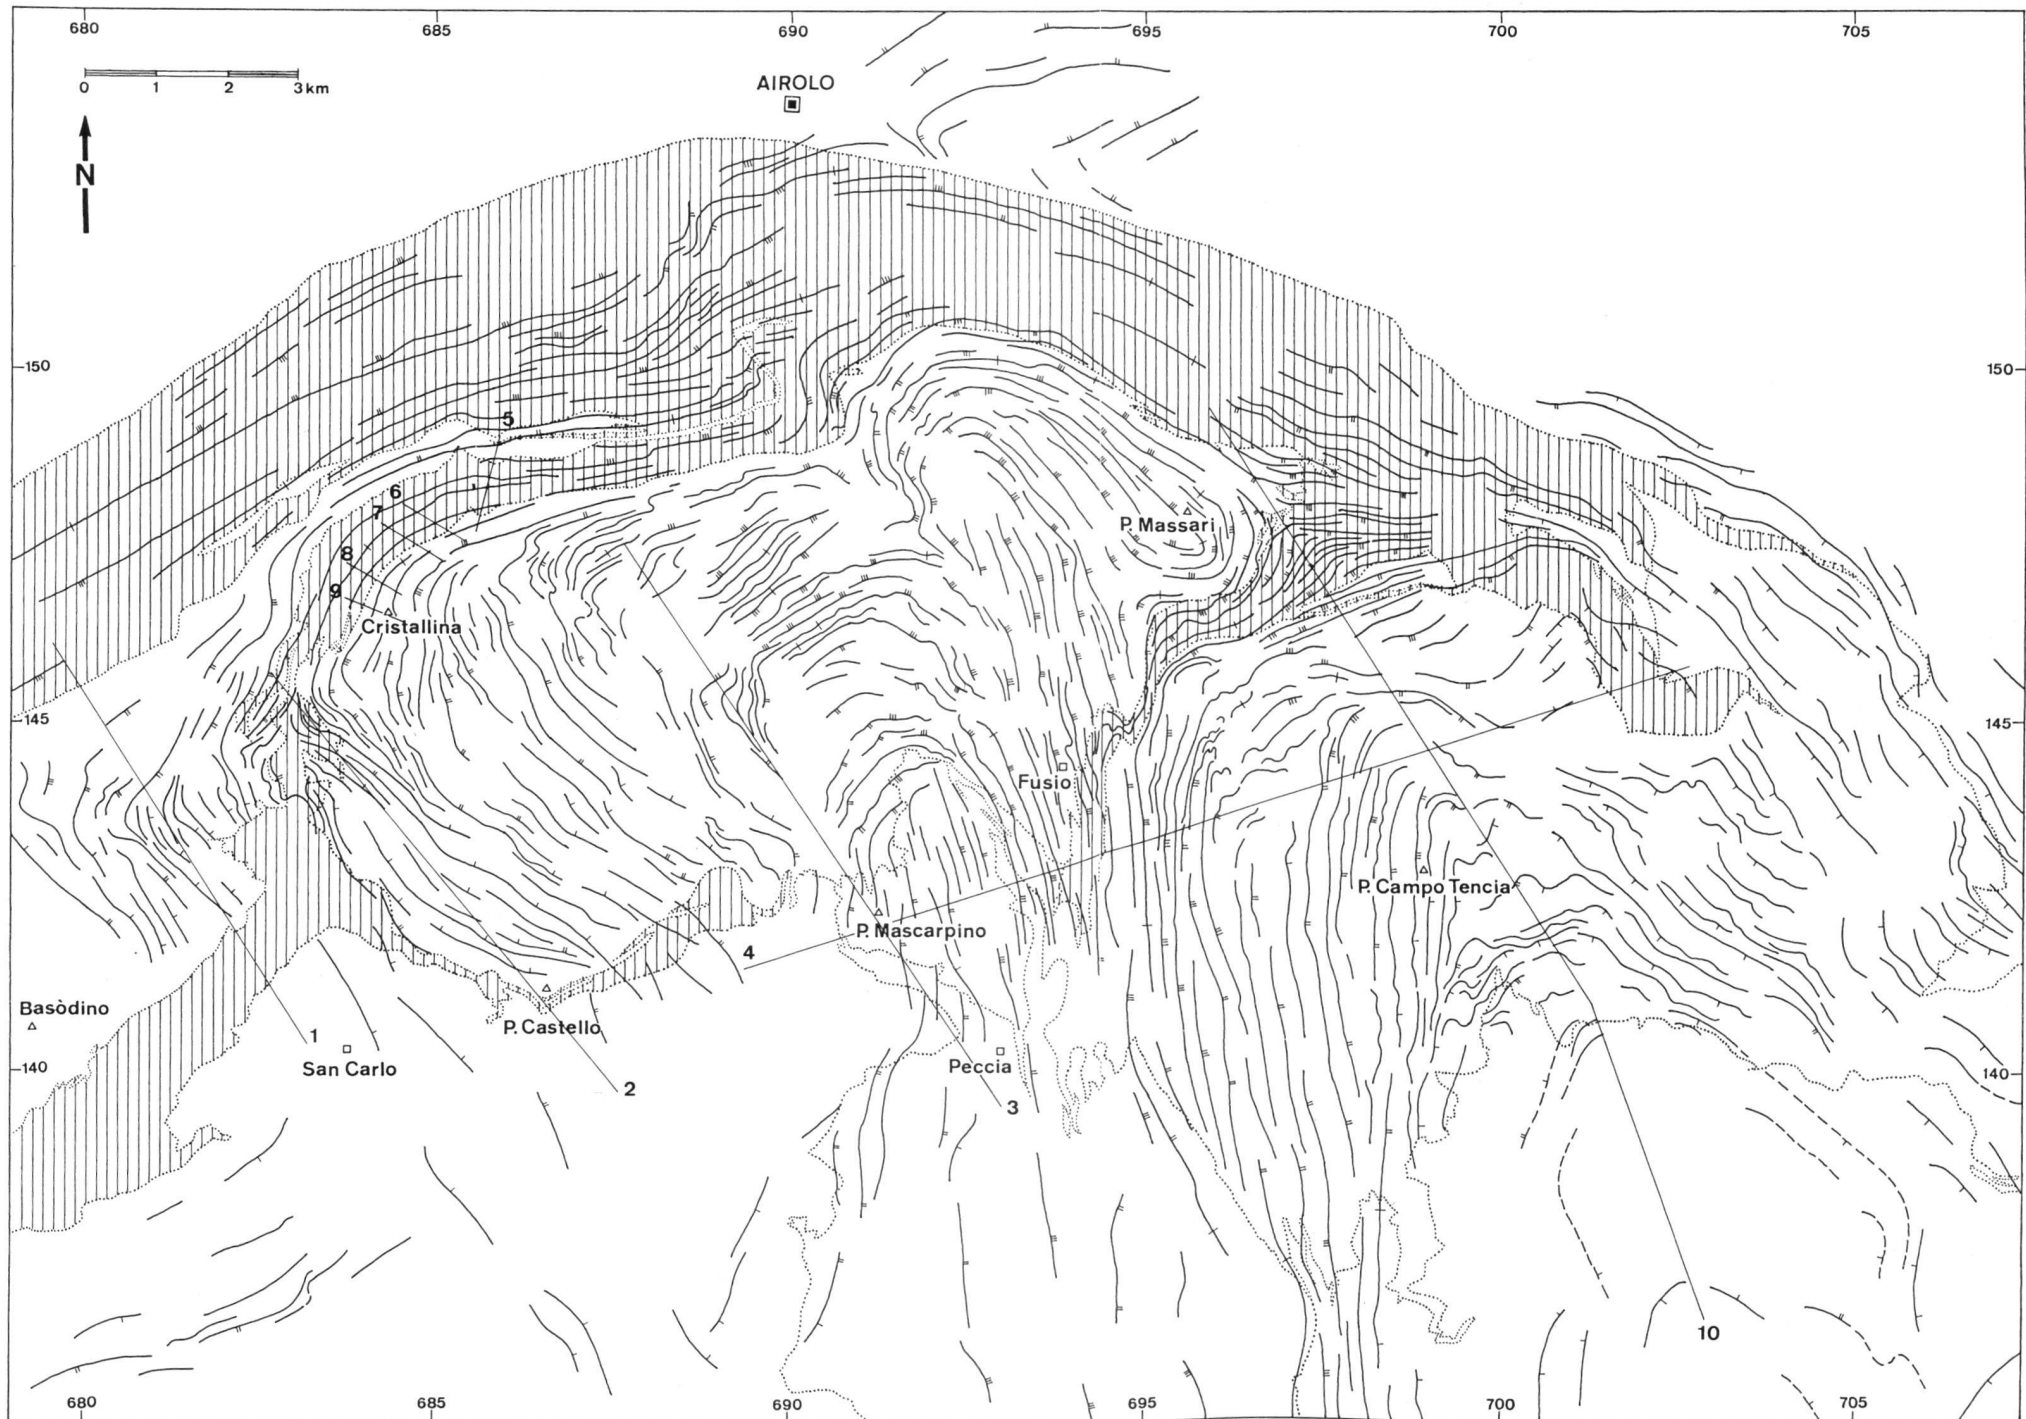 680 685 690 695 700 705
0 1 2 3 km
AIROLO
N
150 150
5
6
7
P. Massari
8
9
Cristallina
145 145
Fusio
P. Campo Tencia
P. Mascarpino
4
Basòdino
P. Castello
1
San Carlo
Peccia
140 140
2
3
10
680 685 690 695 700 705